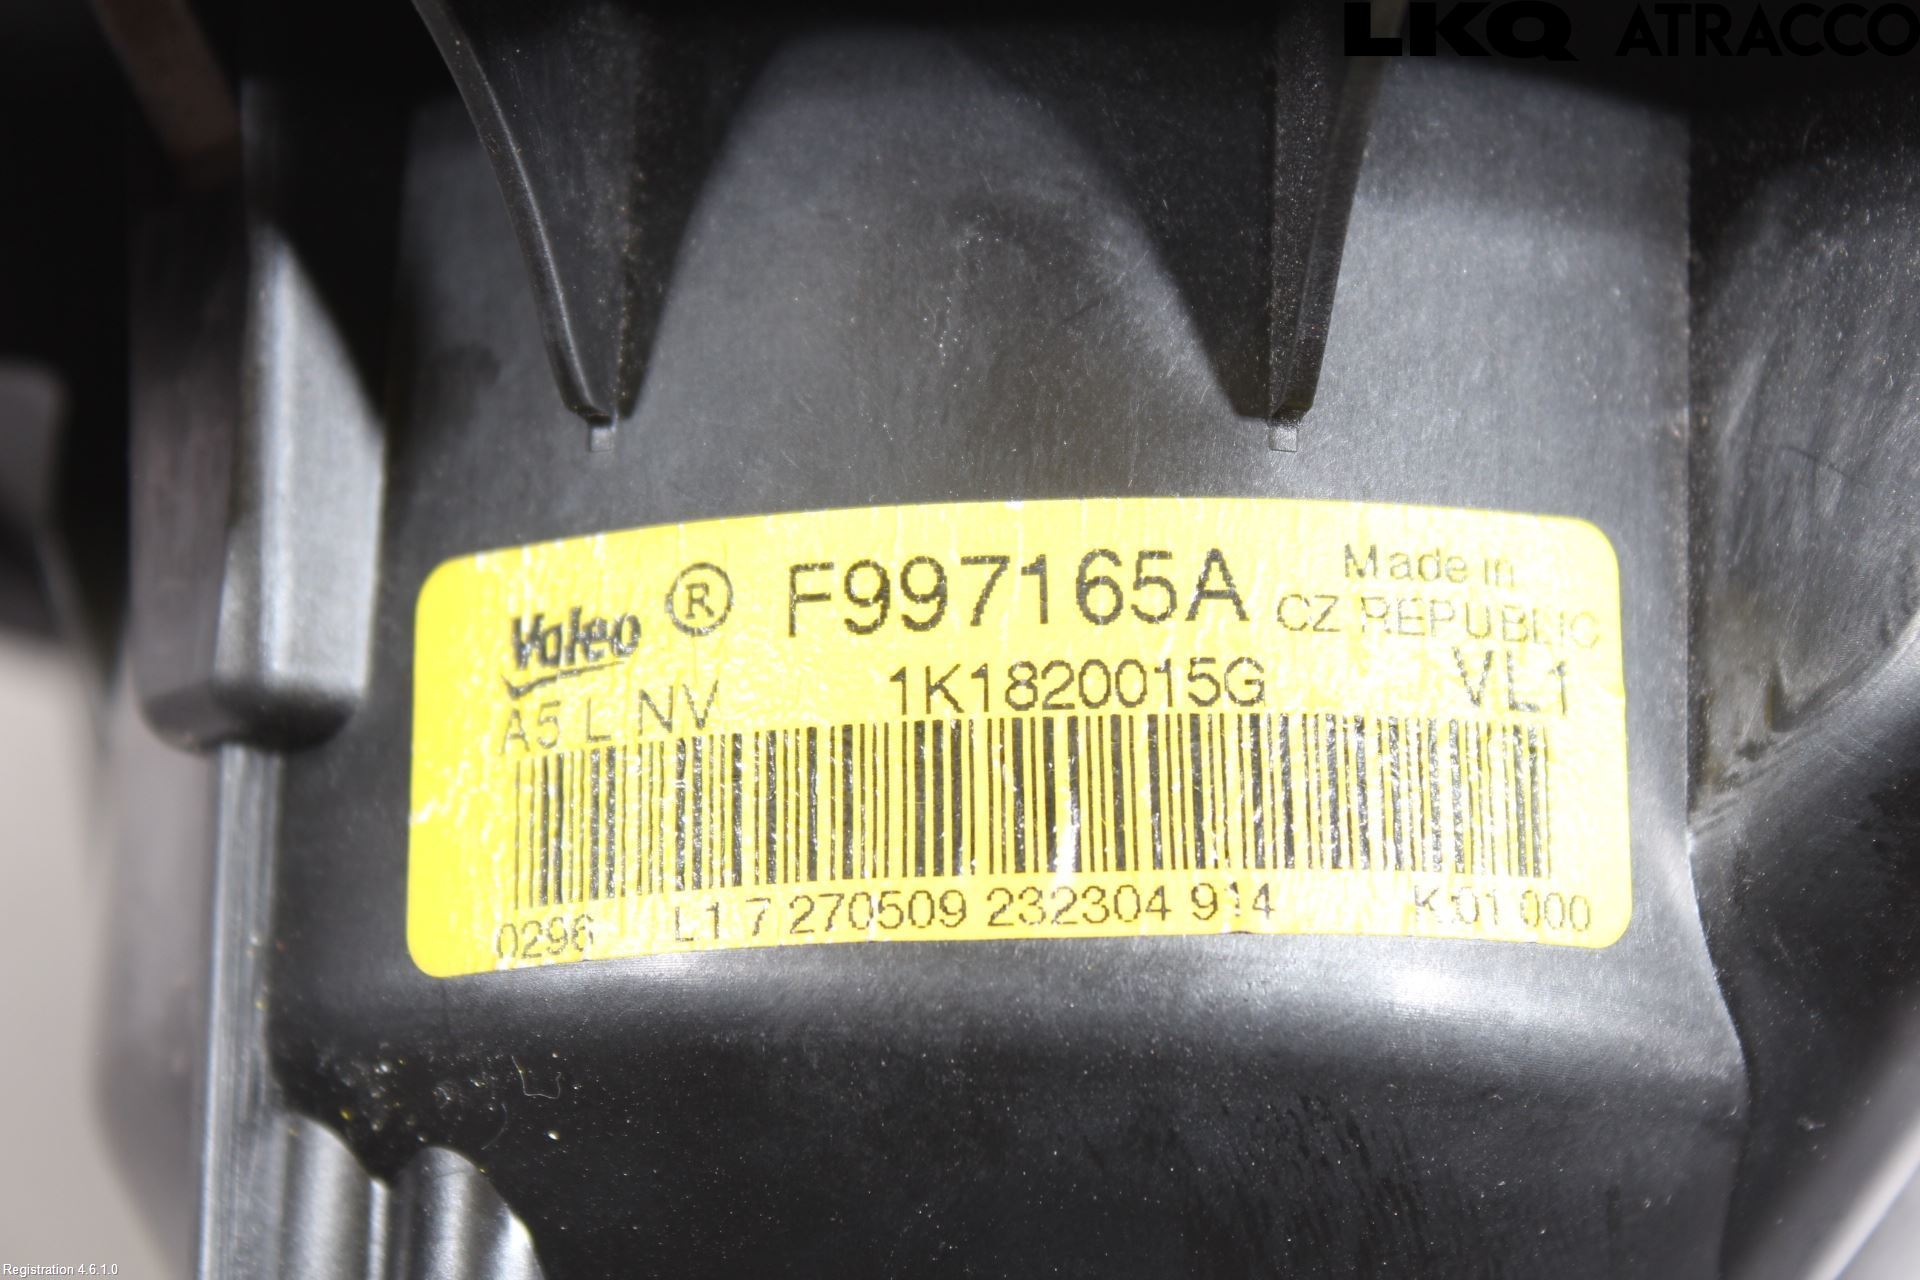 LKQ ATRACCO
Valeo ® F997165A Made in
CZ REPUBLIC
A5 L NV 1K1820015G VL1
0296 L1 7 270509 232304 914 K01 000
Registration 4.6.1.0